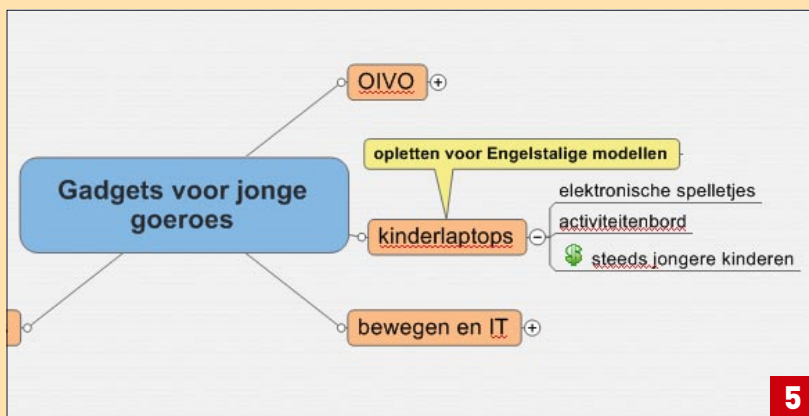 OIVO
opletten voor Engelstalige modellen
Gadgets voor jonge
goeroes
kinderlaptops
elektronische spelletjes
activiteitenbord
steeds jongere kinderen
bewegen en IT
5